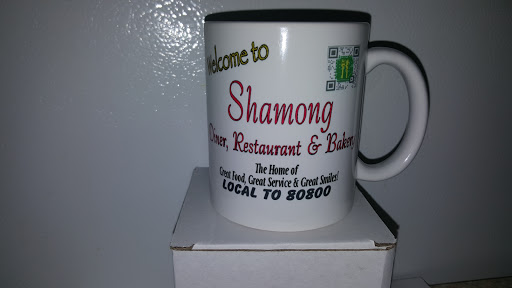 Welcome to
Shamong
Diner, Restaurant & Bakery
The Home of
Great Food, Great Service & Great Smiles!
LOCAL TO 80800